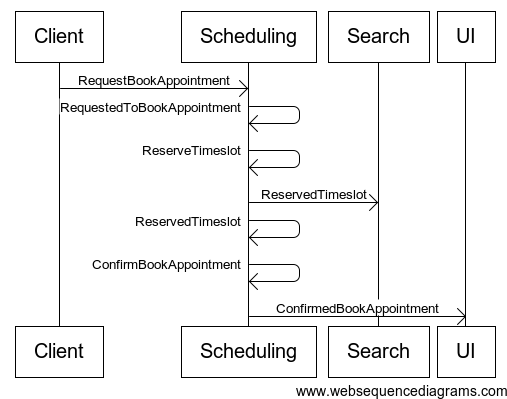 Client Scheduling Search UI
RequestBookAppointment
RequestedToBookAppointment
ReserveTimeslot
ReservedTimeslot
ReservedTimeslot
ConfirmBookAppointment
ConfirmedBookAppointment
Client Scheduling Search UI
www.websequencediagrams.com